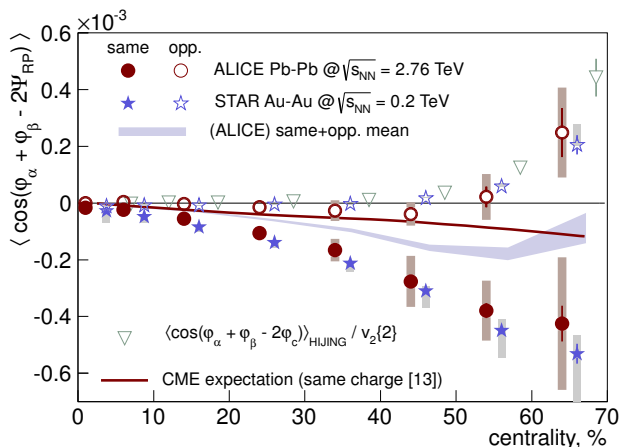 ×10⁻³
same opp.
ALICE Pb-Pb @ √sNN = 2.76 TeV
STAR Au-Au @ √sNN = 0.2 TeV
(ALICE) same+opp. mean
⟨cos(φα + φβ - 2φc)⟩HIJING / v2{2}
CME expectation (same charge [13])
⟨ cos(φα + φβ - 2ΨRP) ⟩
0.6
0.4
0.2
0
-0.2
-0.4
-0.6
0 10 20 30 40 50 60 70
centrality, %